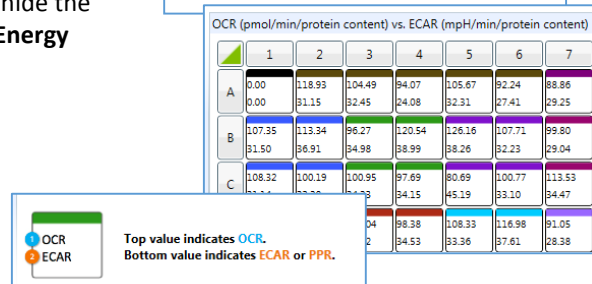 hide the
Energy
OCR (pmol/min/protein content) vs. ECAR (mpH/min/protein content)
1 2 3 4 5 6 7
A 0.00 118.93 104.49 94.07 105.67 92.24 88.86
0.00 31.15 32.45 24.08 32.31 27.41 29.25
B 107.35 113.34 96.27 120.54 126.16 107.71 99.80
31.50 36.91 34.98 38.99 38.26 32.23 29.04
C 108.32 100.19 100.95 97.69 80.69 100.77 113.53
34.15 45.19 33.10 34.47
04 98.38 108.33 116.98 91.05
2 34.53 33.36 37.61 28.38
1 OCR
2 ECAR
Top value indicates OCR.
Bottom value indicates ECAR or PPR.